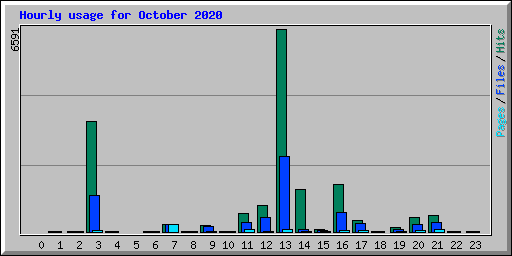 Hourly usage for October 2020
6591
Pages/Files/Hits
0 1 2 3 4 5 6 7 8 9 10 11 12 13 14 15 16 17 18 19 20 21 22 23